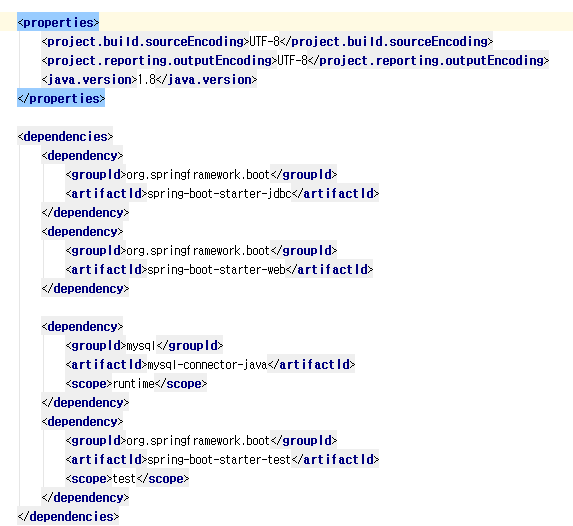 <properties>
<project.build.sourceEncoding>UTF-8</project.build.sourceEncoding>
<project.reporting.outputEncoding>UTF-8</project.reporting.outputEncoding>
<java.version>1.8</java.version>
</properties>
<dependencies>
<dependency>
<groupId>org.springframework.boot</groupId>
<artifactId>spring-boot-starter-jdbc</artifactId>
</dependency>
<dependency>
<groupId>org.springframework.boot</groupId>
<artifactId>spring-boot-starter-web</artifactId>
</dependency>
<dependency>
<groupId>mysql</groupId>
<artifactId>mysql-connector-java</artifactId>
<scope>runtime</scope>
</dependency>
<dependency>
<groupId>org.springframework.boot</groupId>
<artifactId>spring-boot-starter-test</artifactId>
<scope>test</scope>
</dependency>
</dependencies>